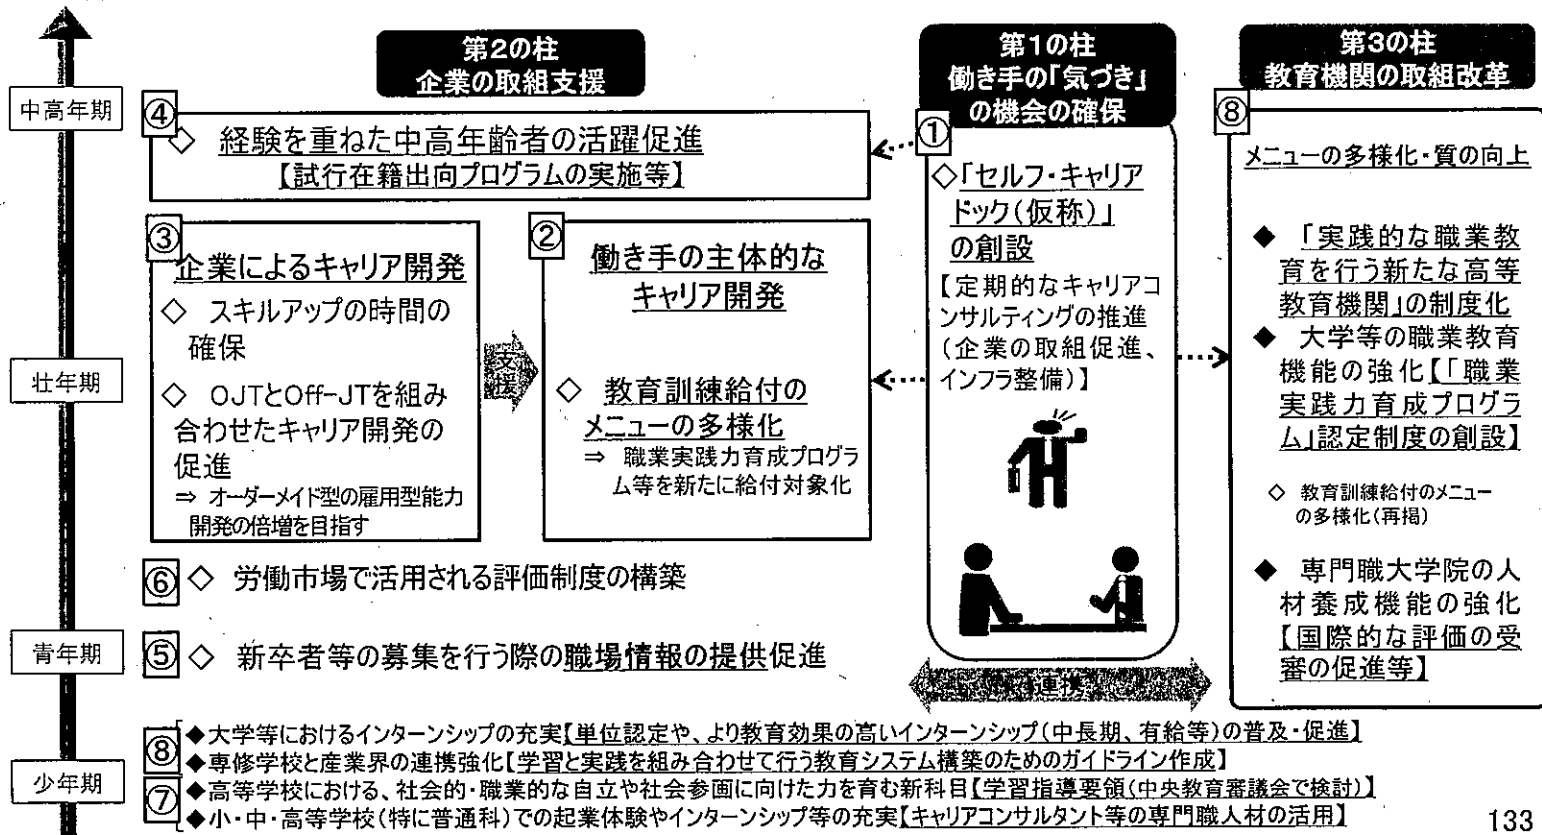 第2の柱
企業の取組支援
第1の柱
働き手の「気づき」
の機会の確保
第3の柱
教育機関の取組改革
中高年期
④
◇ 経験を重ねた中高年齢者の活躍促進
【試行在籍出向プログラムの実施等】
③
企業によるキャリア開発
◇ スキルアップの時間の
確保
◇ OJTとOff-JTを組み
合わせたキャリア開発の
促進
⇒ オーダーメイド型の雇用型能力
開発の倍増を目指す
支援
②
働き手の主体的な
キャリア開発
◇ 教育訓練給付の
メニューの多様化
⇒ 職業実践力育成プログラ
ム等を新たに給付対象化
①
◇「セルフ・キャリア
ドック(仮称)」
の創設
【定期的なキャリアコ
ンサルティングの推進
(企業の取組促進、
インフラ整備)】
⑧
メニューの多様化・質の向上
◆ 「実践的な職業教
育を行う新たな高等
教育機関」の制度化
◆ 大学等の職業教育
機能の強化【「職業
実践力育成プログラ
ム」認定制度の創設】
◇ 教育訓練給付のメニュー
の多様化(再掲)
◆ 専門職大学院の人
材養成機能の強化
【国際的な評価の受
審の促進等】
壮年期
⑥ ◇ 労働市場で活用される評価制度の構築
青年期
⑤ ◇ 新卒者等の募集を行う際の職場情報の提供促進
連携
少年期
⑧
◆大学等におけるインターンシップの充実【単位認定や、より教育効果の高いインターンシップ(中長期、有給等)の普及・促進】
◆専修学校と産業界の連携強化【学習と実践を組み合わせて行う教育システム構築のためのガイドライン作成】
⑦
◆高等学校における、社会的・職業的な自立や社会参画に向けた力を育む新科目【学習指導要領(中央教育審議会で検討)】
◆小・中・高等学校(特に普通科)での起業体験やインターンシップ等の充実【キャリアコンサルタント等の専門職人材の活用】
133